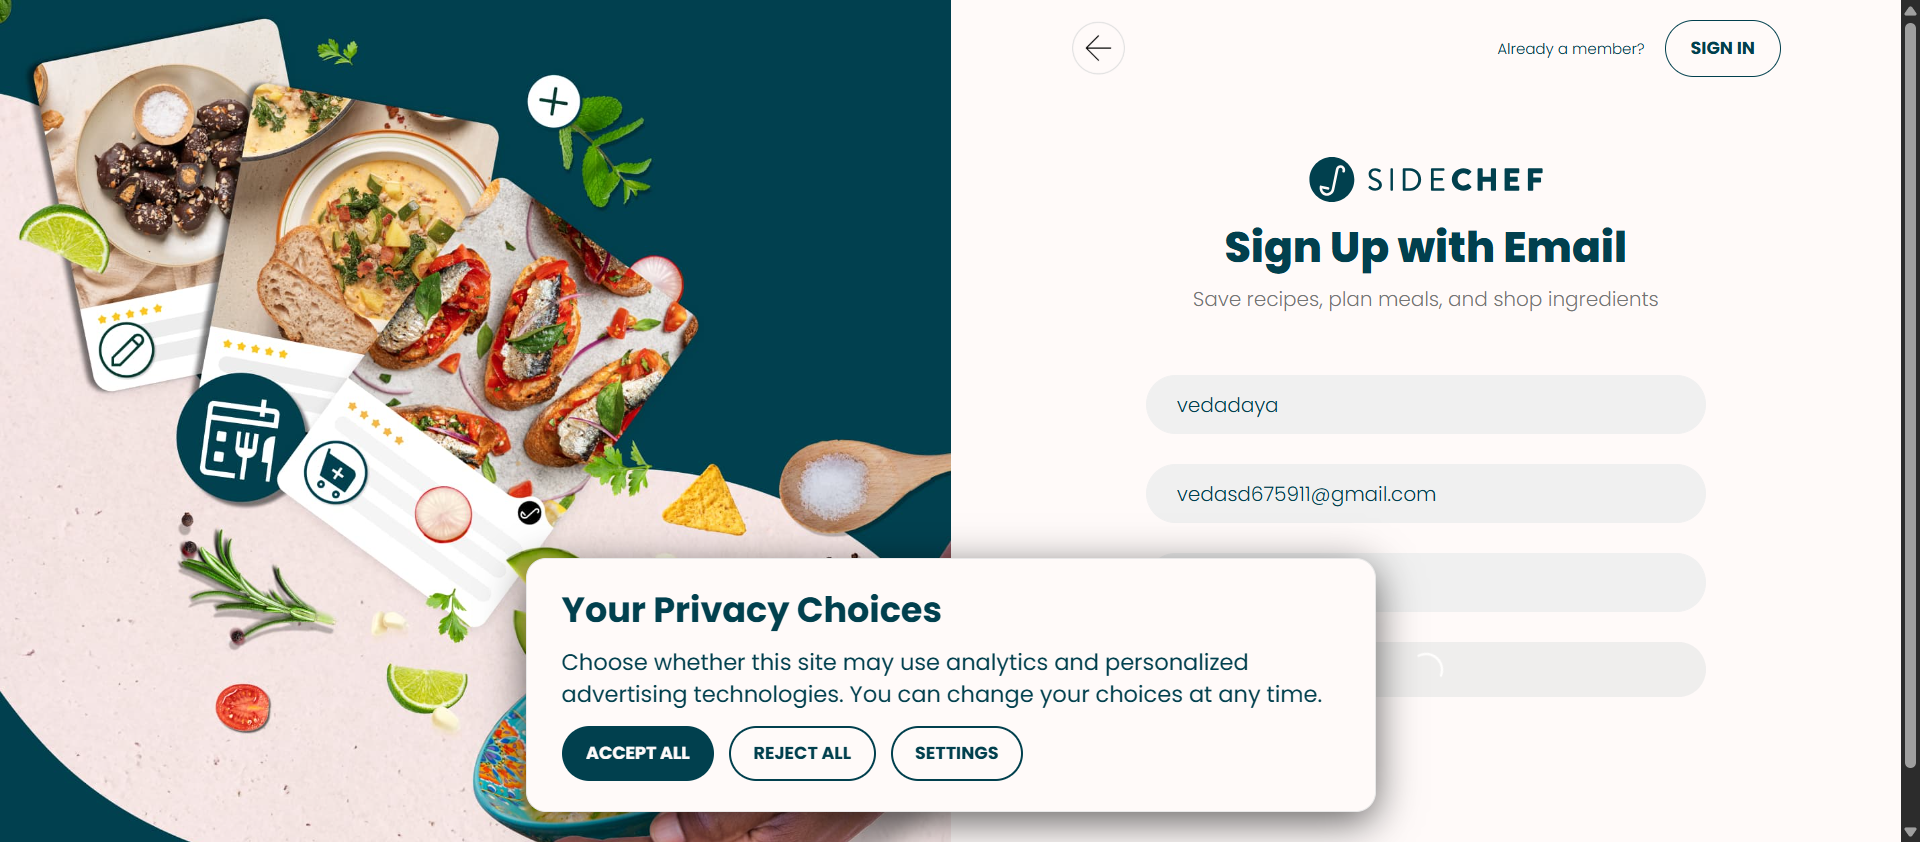 Already a member?
SIGN IN
SIDECHEF
Sign Up with Email
Save recipes, plan meals, and shop ingredients
vedadaya
vedasd675911@gmail.com
Your Privacy Choices
Choose whether this site may use analytics and personalized
advertising technologies. You can change your choices at any time.
ACCEPT ALL
REJECT ALL
SETTINGS